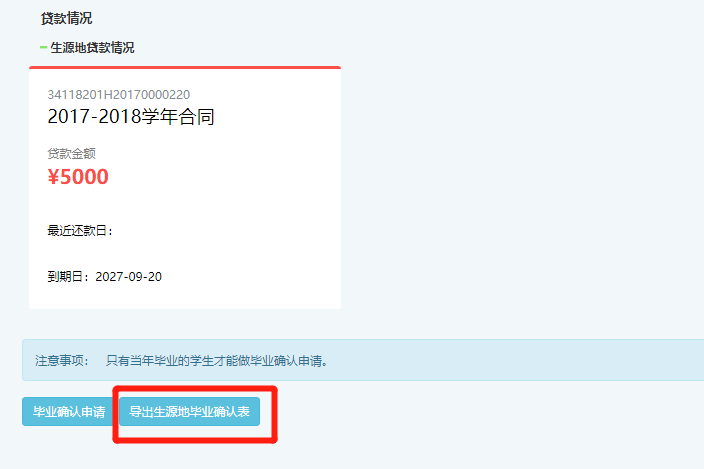 贷款情况
生源地贷款情况
34118201H20170000220
2017-2018学年合同
贷款金额
¥5000
最近还款日：
到期日：2027-09-20
注意事项： 只有当年毕业的学生才能做毕业确认申请。
毕业确认申请 导出生源地毕业确认表